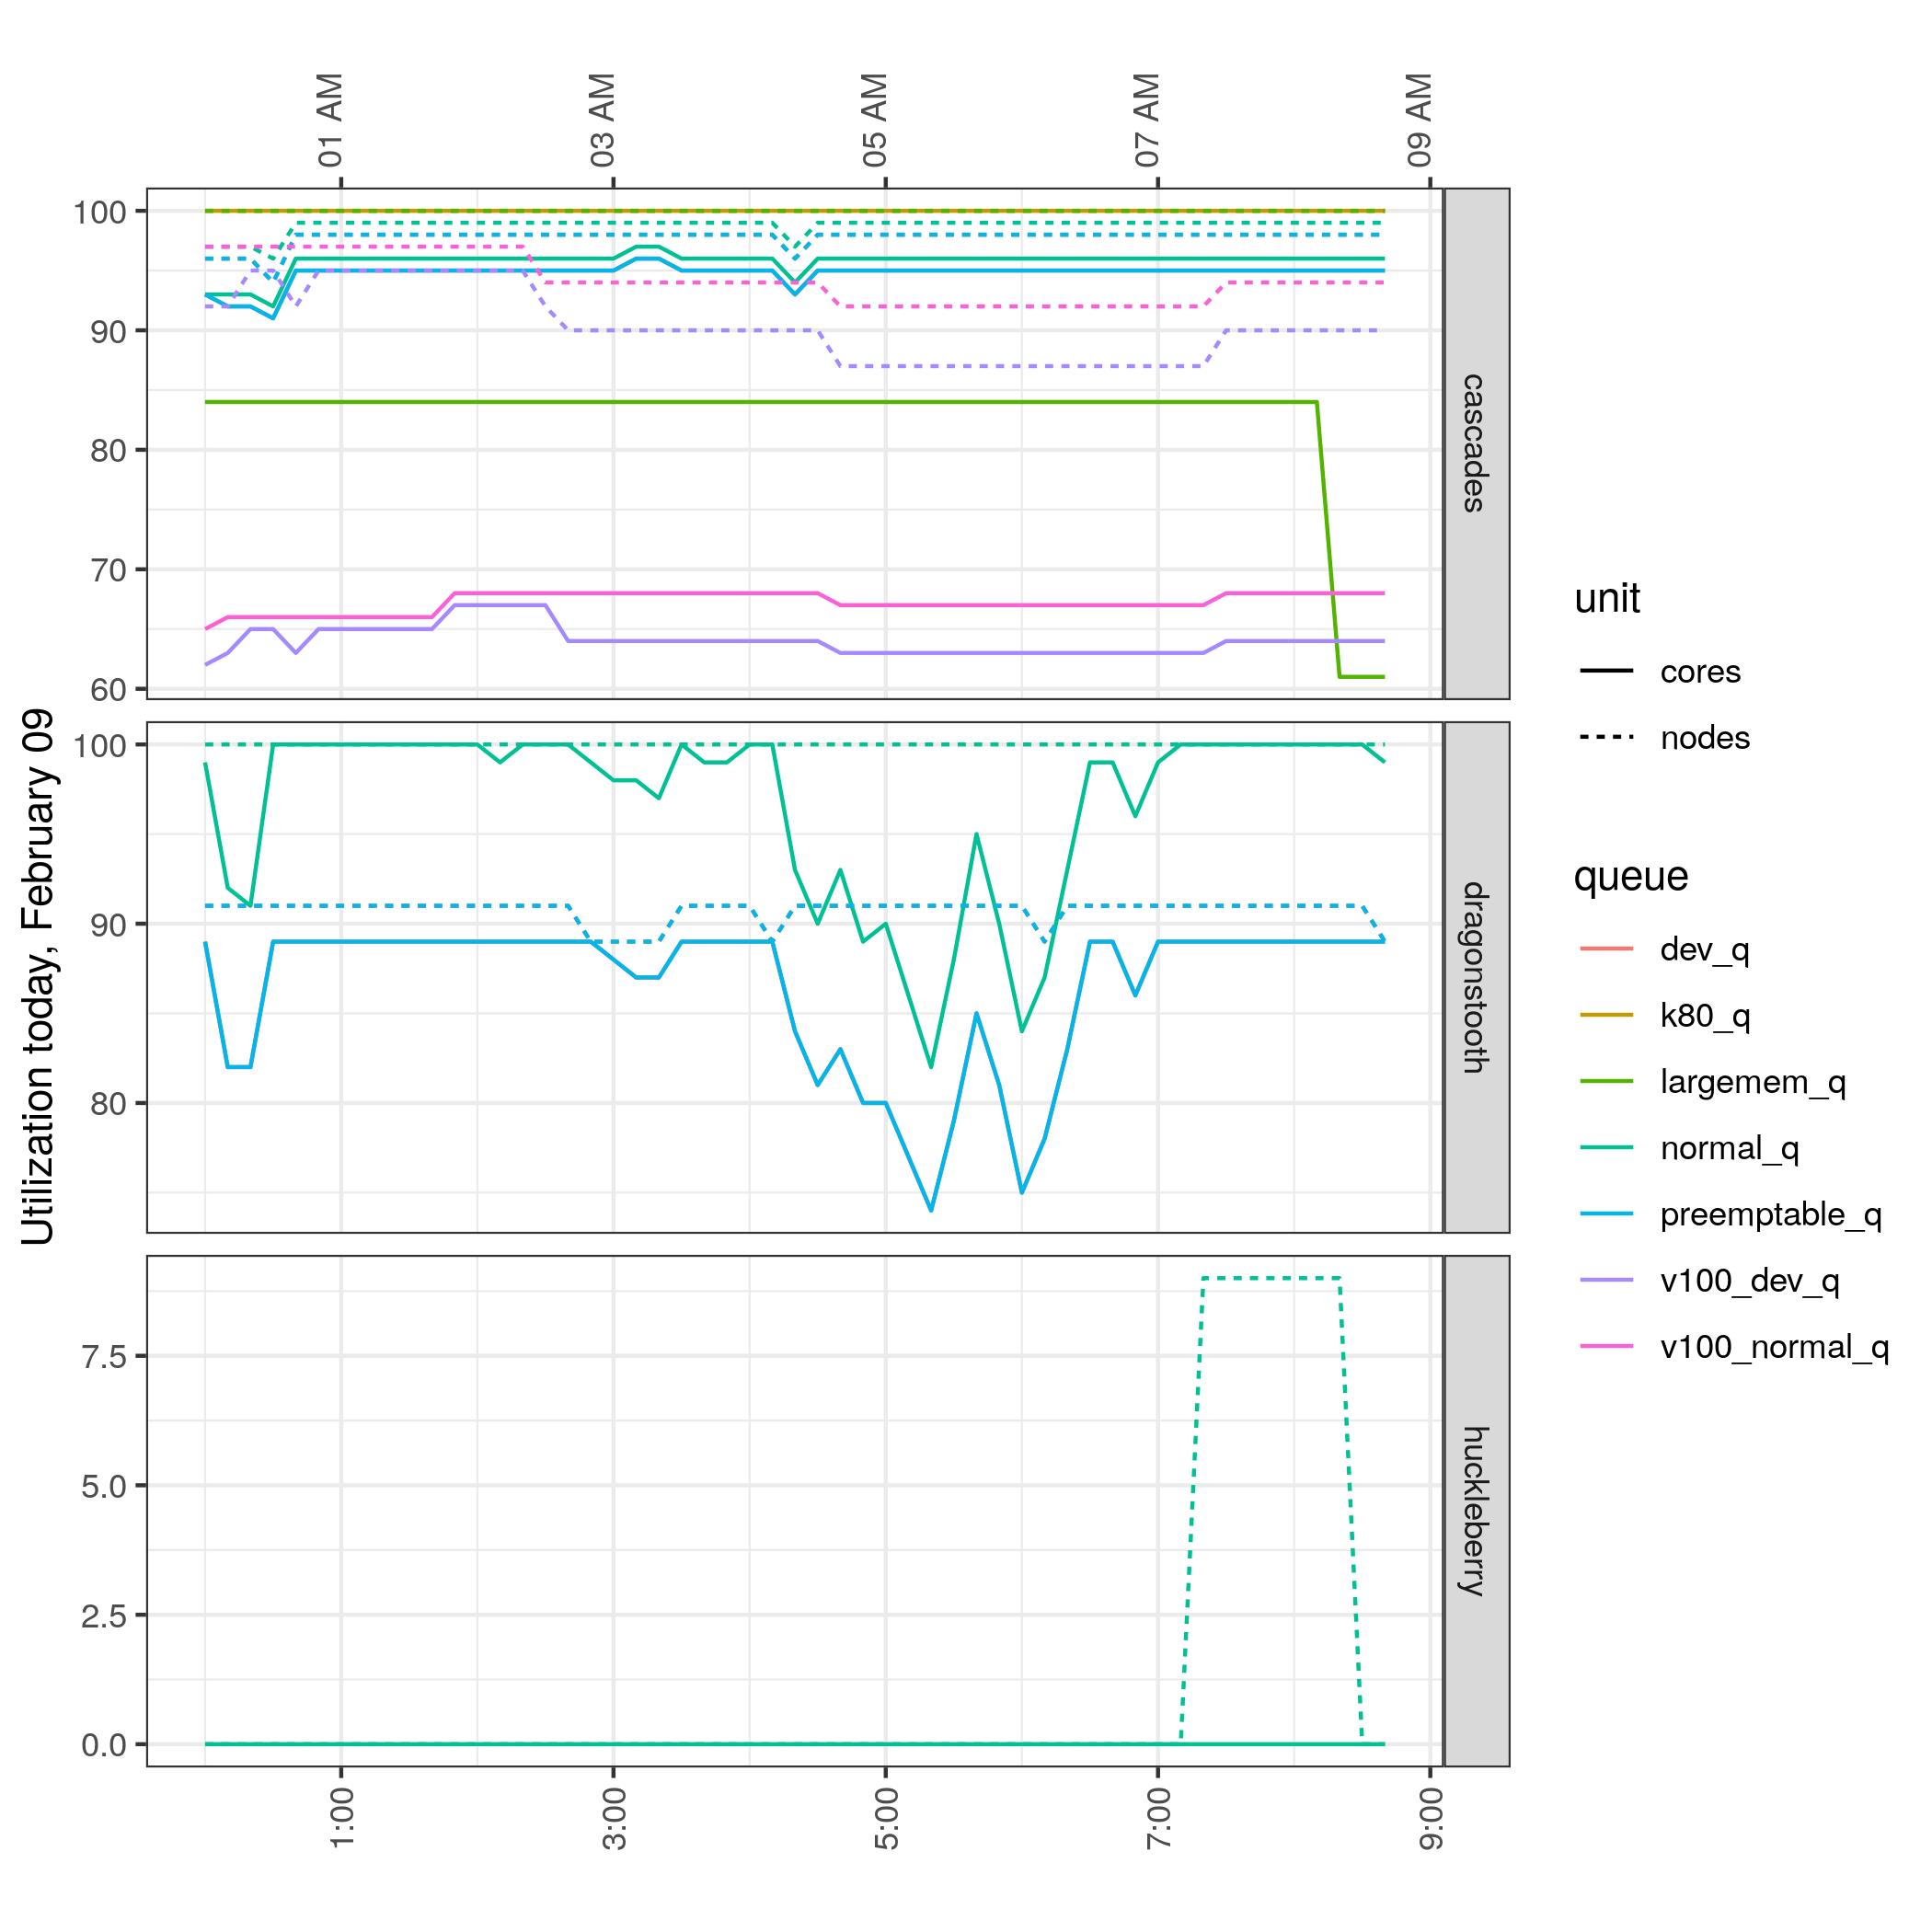 01 AM
03 AM
05 AM
07 AM
09 AM
Utilization today, February 09
100
90
80
70
60
cascades
100
90
80
dragonstooth
7.5
5.0
2.5
0.0
huckleberry
1:00
3:00
5:00
7:00
9:00
unit
cores
nodes
queue
dev_q
k80_q
largemem_q
normal_q
preemptable_q
v100_dev_q
v100_normal_q